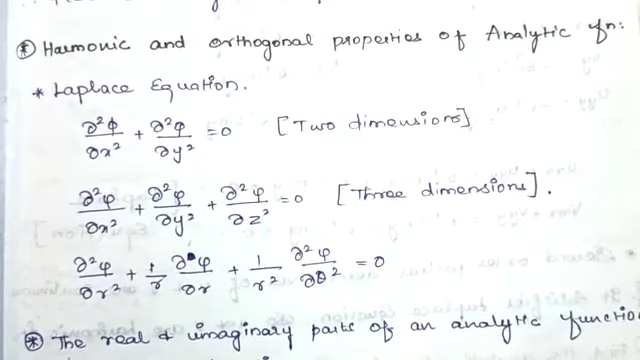 * Harmonic and orthogonal properties of Analytic fn:
* Laplace Equation.
∂²φ/∂x² + ∂²φ/∂y² = 0 [Two dimensions]
∂²φ/∂x² + ∂²φ/∂y² + ∂²φ/∂z² = 0 [Three dimensions].
∂²φ/∂r² + 1/r ∂φ/∂r + 1/r² ∂²φ/∂θ² = 0
* The real & imaginary parts of an analytic function